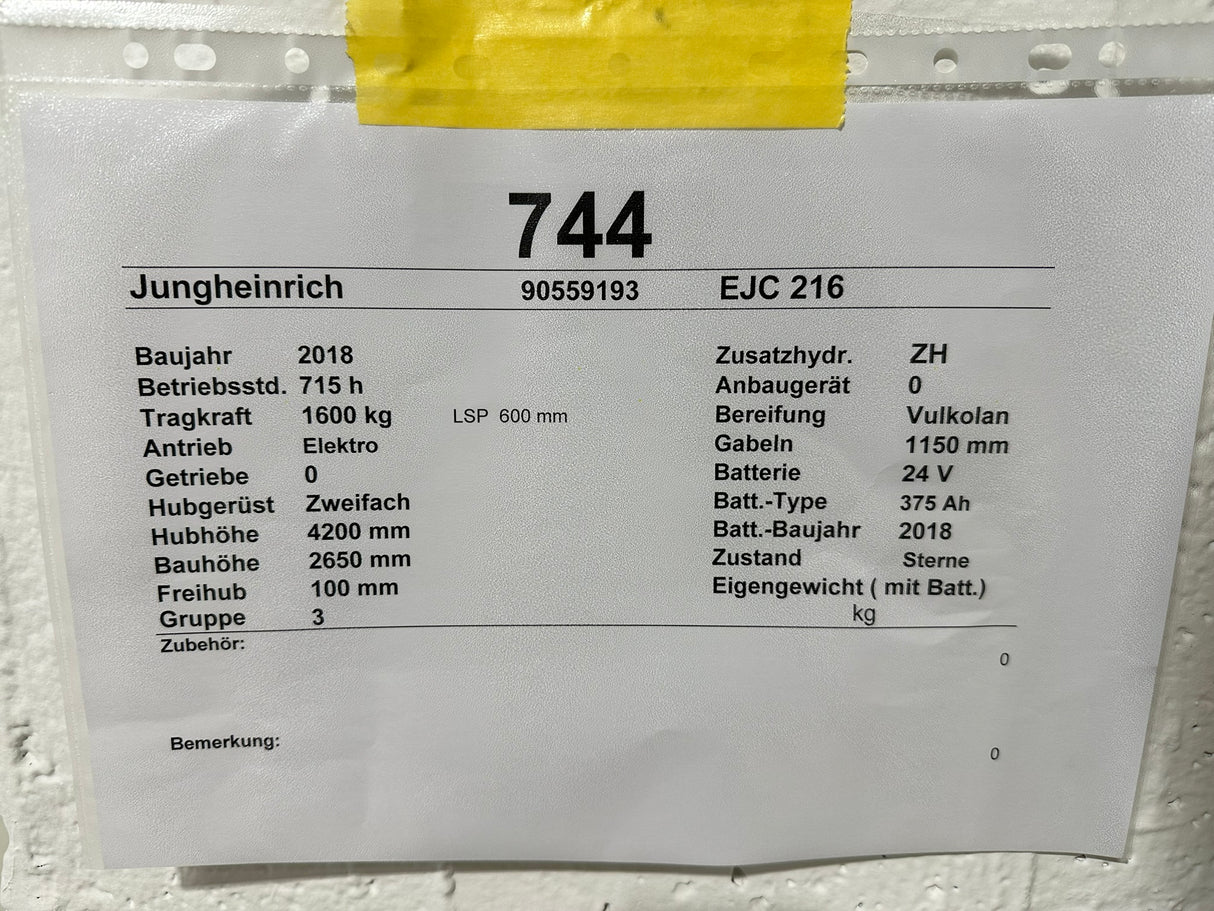 744
Jungheinrich 90559193 EJC 216
Baujahr 2018 Zusatzhydr. ZH
Betriebsstd. 715 h Anbaugerät 0
Tragkraft 1600 kg LSP 600 mm Bereifung Vulkolan
Antrieb Elektro Gabeln 1150 mm
Getriebe 0 Batterie 24 V
Hubgerüst Zweifach Batt.-Type 375 Ah
Hubhöhe 4200 mm Batt.-Baujahr 2018
Bauhöhe 2650 mm Zustand Sterne
Freihub 100 mm Eigengewicht ( mit Batt.)
Gruppe 3 kg
Zubehör:
0
Bemerkung:
0